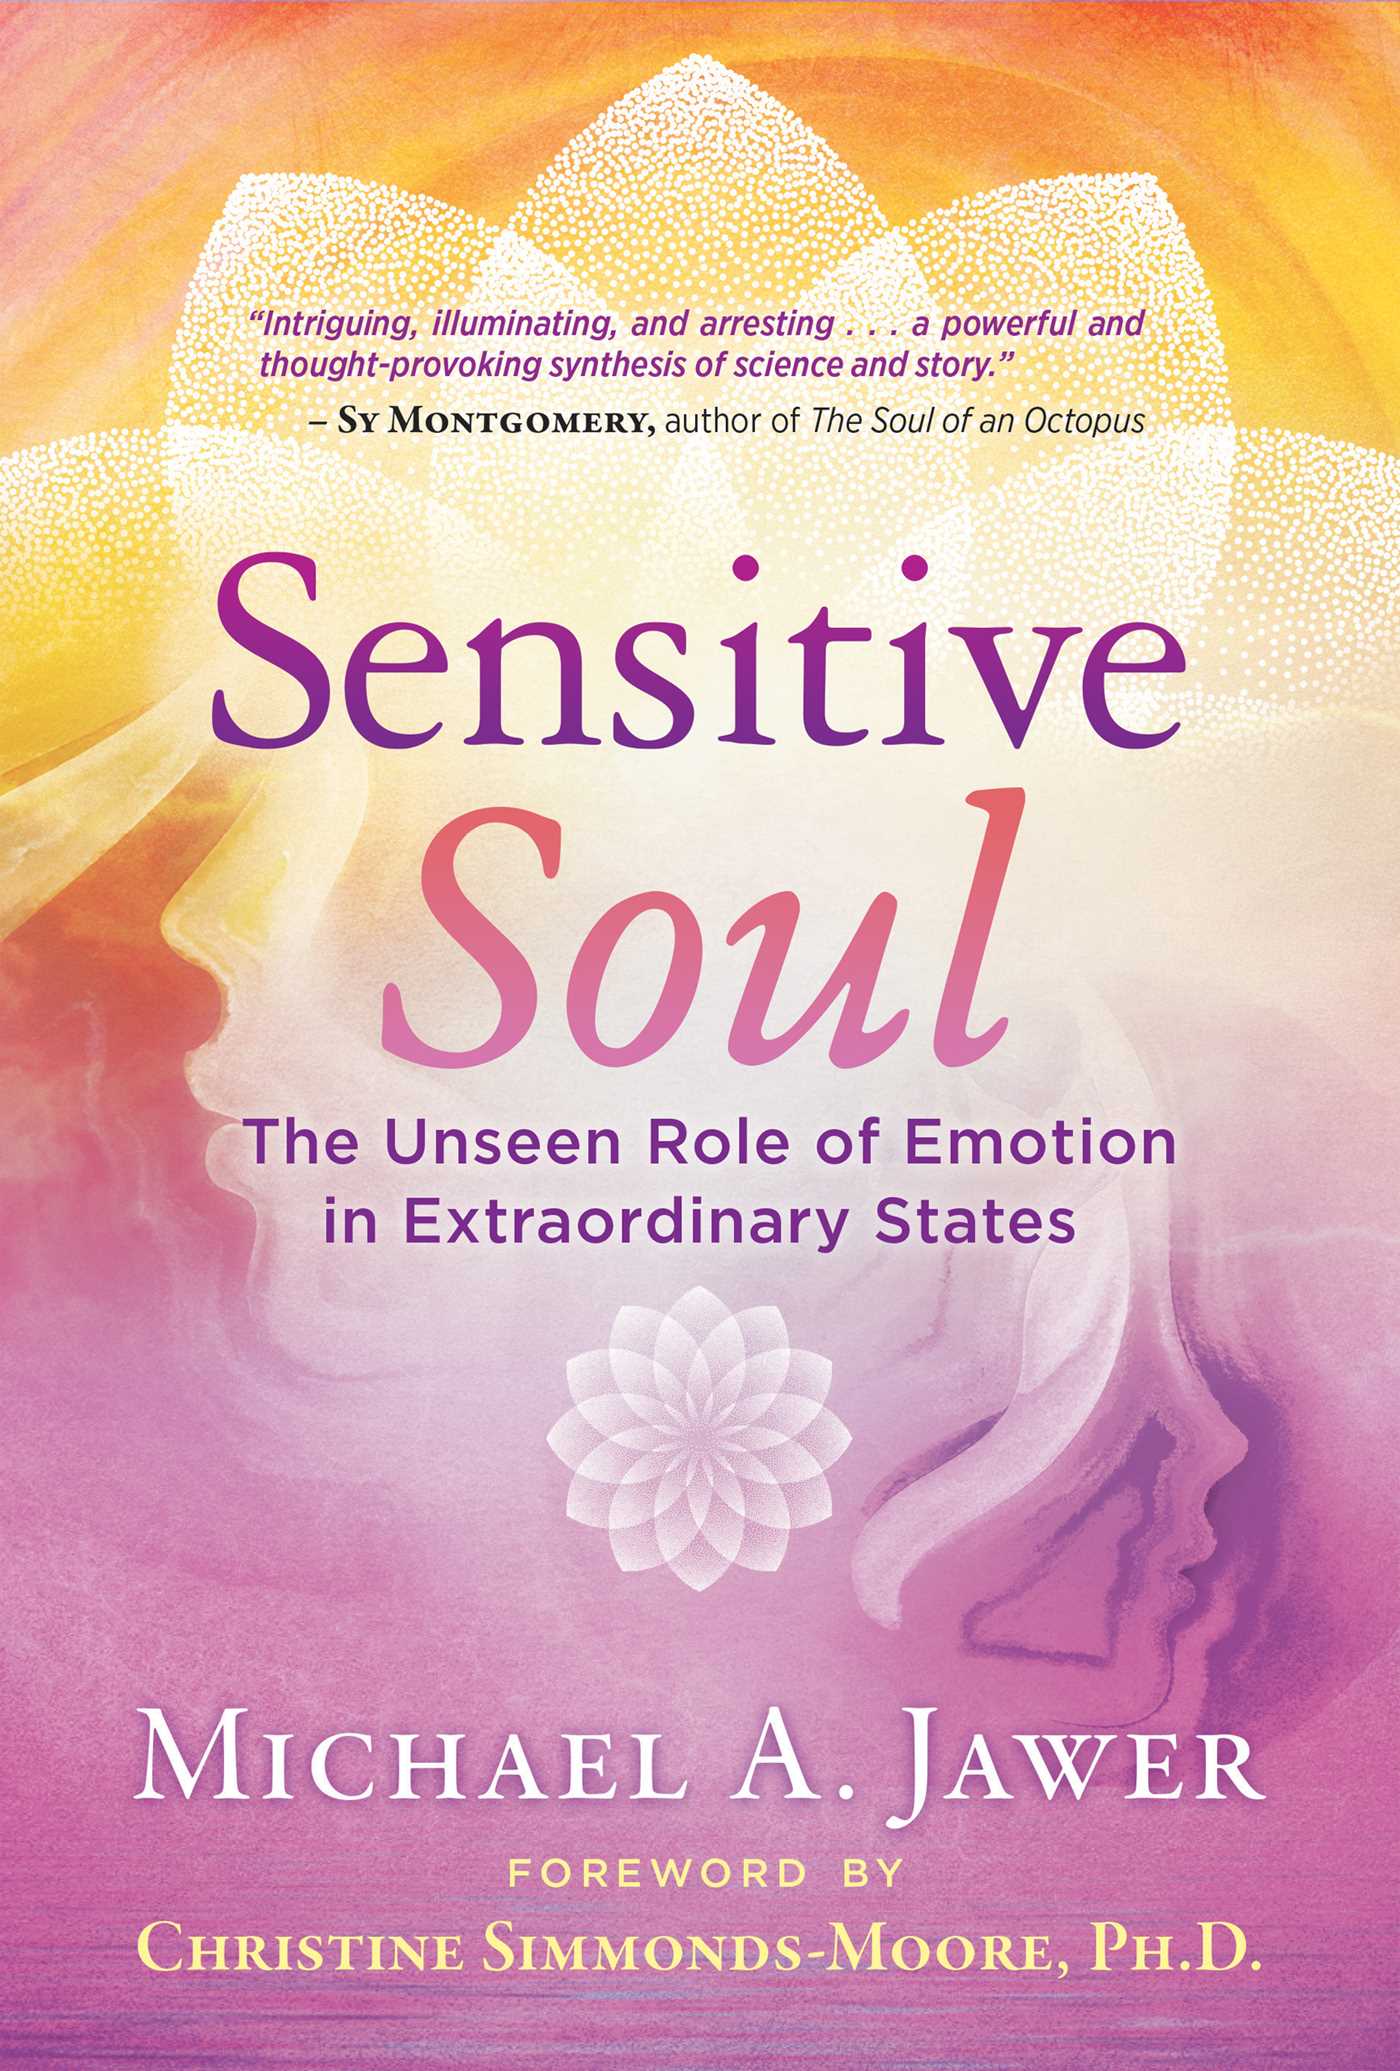 “Intriguing, illuminating, and arresting . . . a powerful and
thought-provoking synthesis of science and story.”
– Sy Montgomery, author of The Soul of an Octopus
Sensitive
Soul
The Unseen Role of Emotion
in Extraordinary States
Michael A. Jawer
FOREWORD BY
Christine Simmonds-Moore, Ph.D.